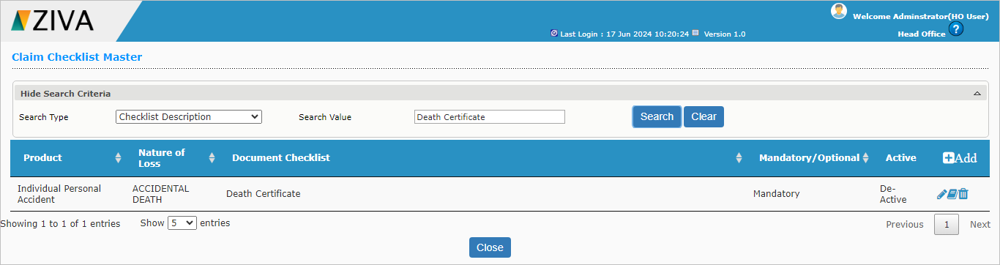 ZIVA
Welcome Adminstrator(HO User)
Last Login : 17 Jun 2024 10:20:24 Version 1.0
Head Office ?
Claim Checklist Master
Hide Search Criteria
Search Type Checklist Description Search Value Death Certificate Search Clear
Product Nature of Loss Document Checklist Mandatory/Optional Active Add
Individual Personal Accident ACCIDENTAL DEATH Death Certificate Mandatory De-Active
Showing 1 to 1 of 1 entries Show 5 entries Previous 1 Next
Close